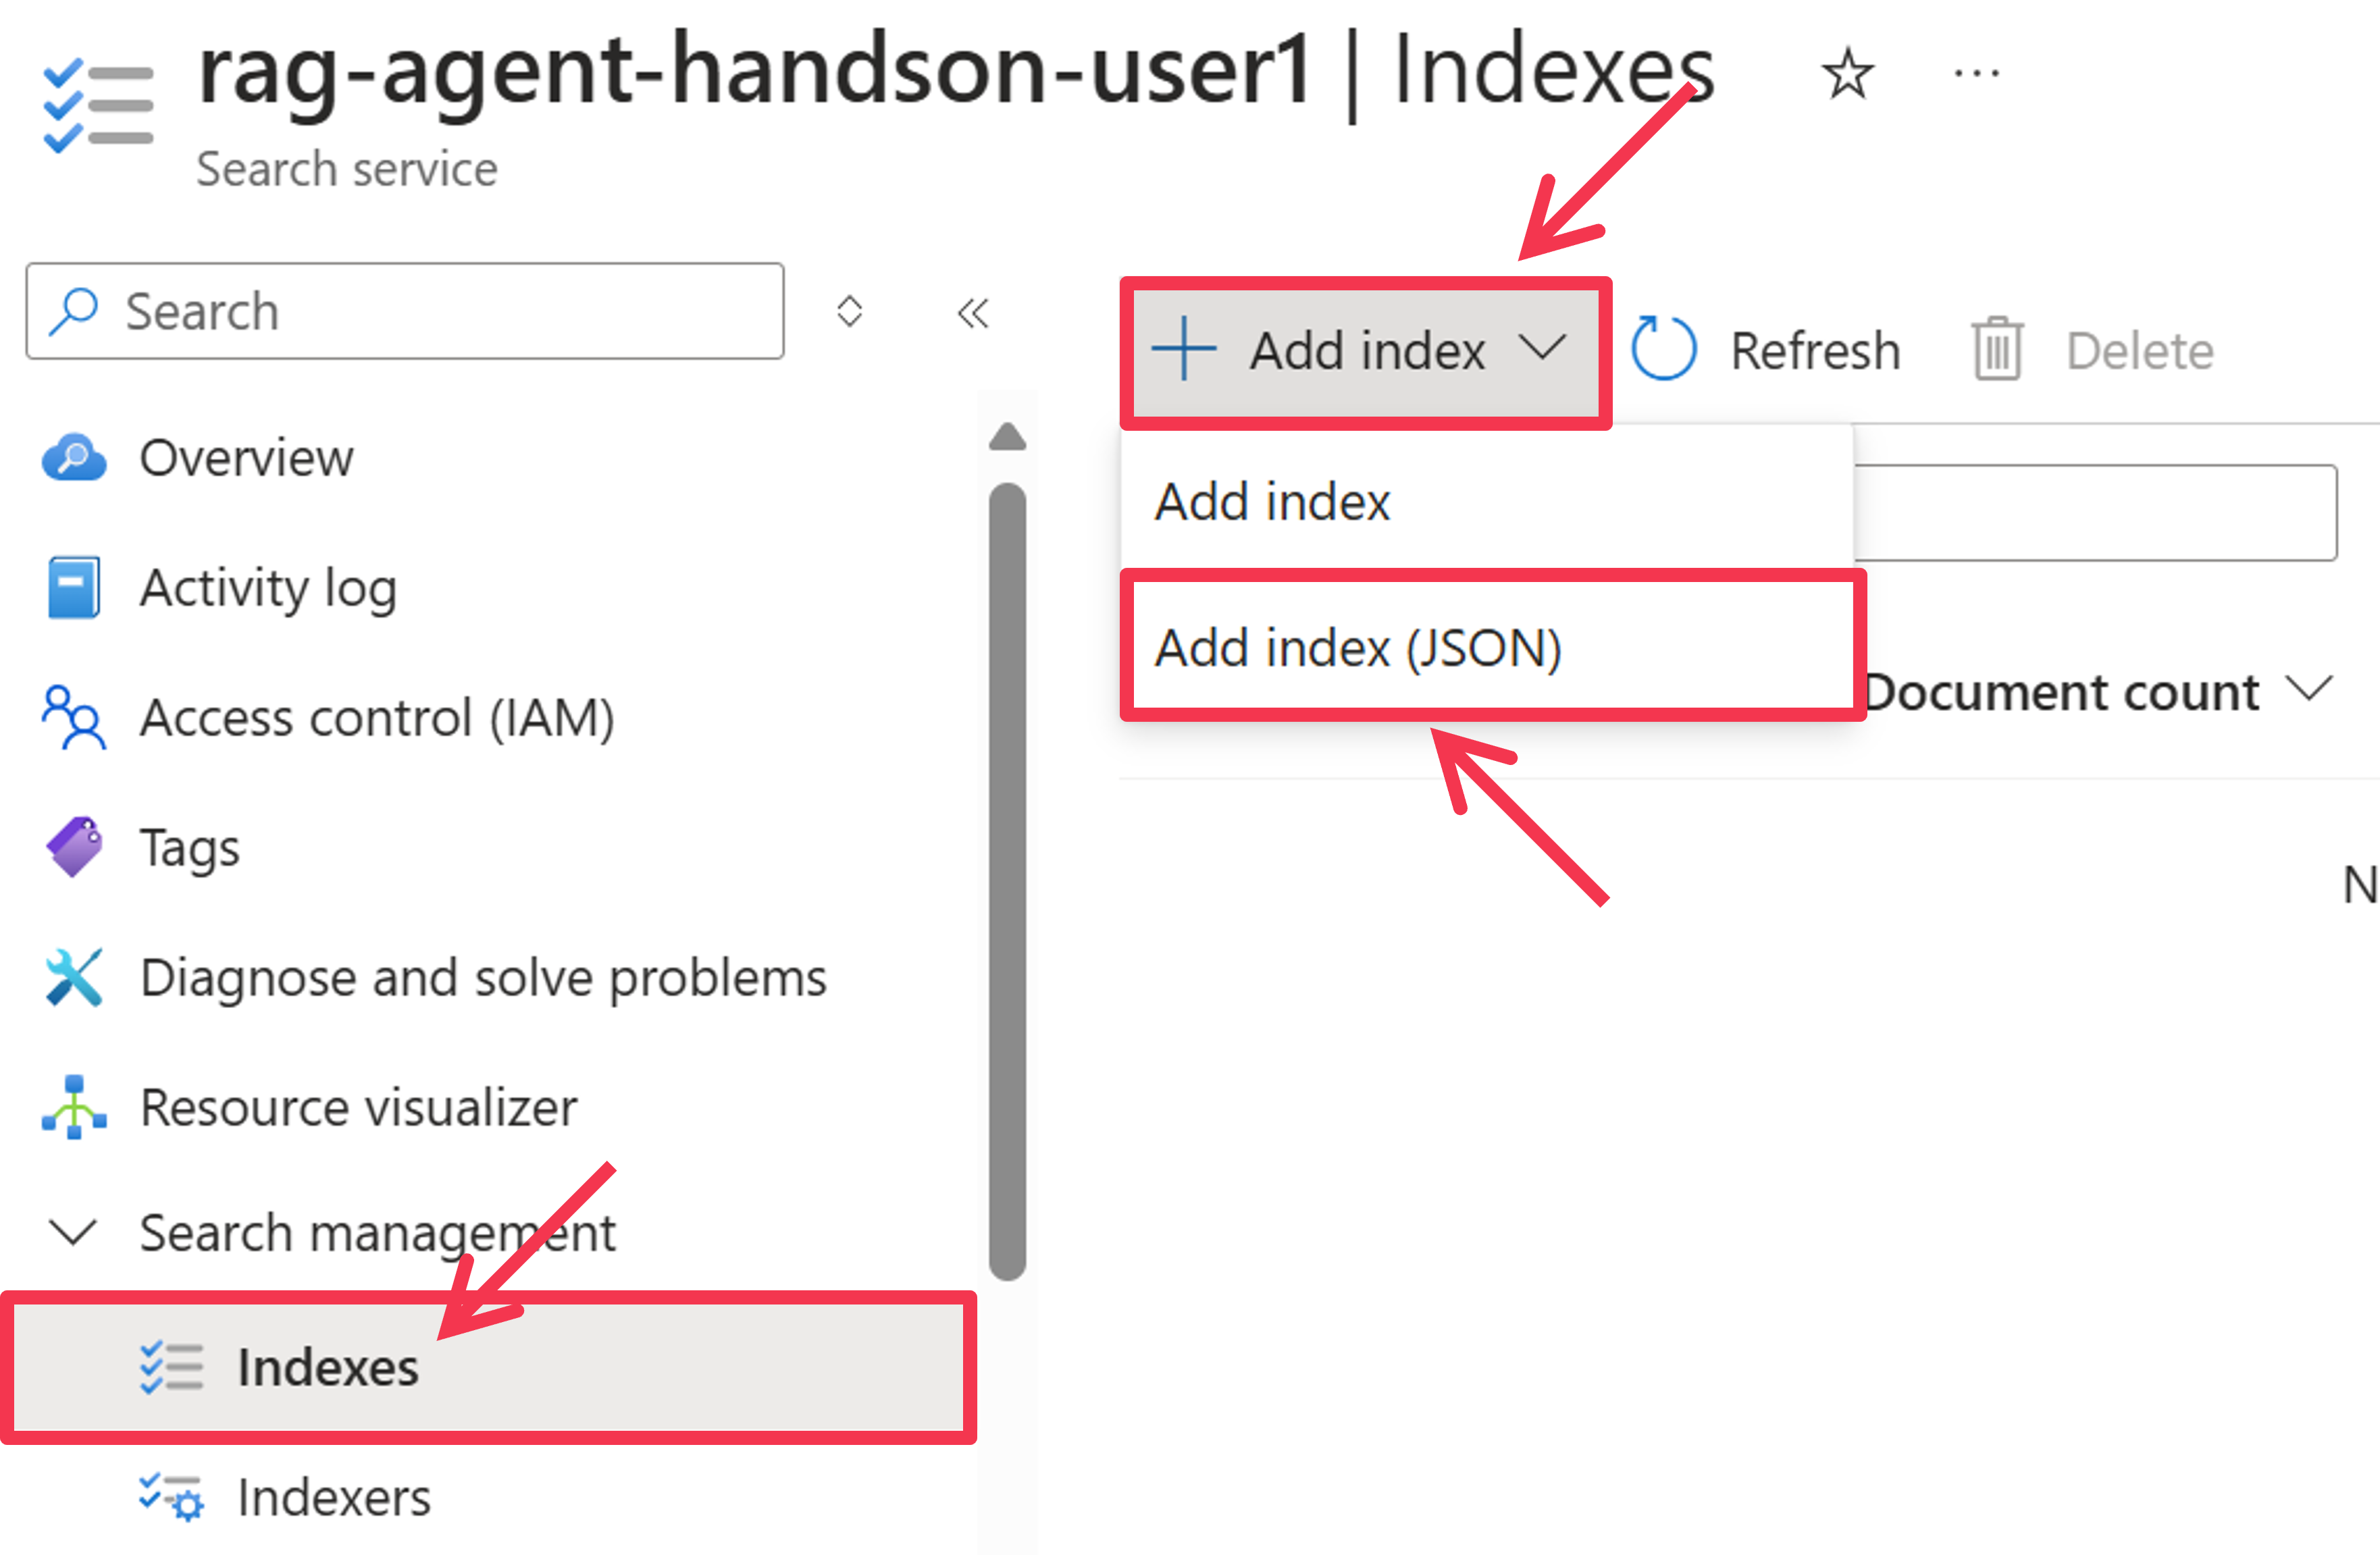 rag-agent-handson-user1 | Indexes
Search service
Search
Overview
Activity log
Access control (IAM)
Tags
Diagnose and solve problems
Resource visualizer
Search management
Indexes
Indexers
Add index
Refresh
Delete
Add index
Add index (JSON)
Document count
N